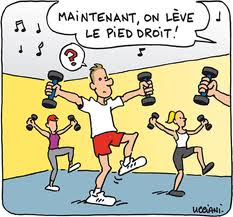 MAINTENANT, ON LÈVE
LE PIED DROIT!
?
UCCIANI.